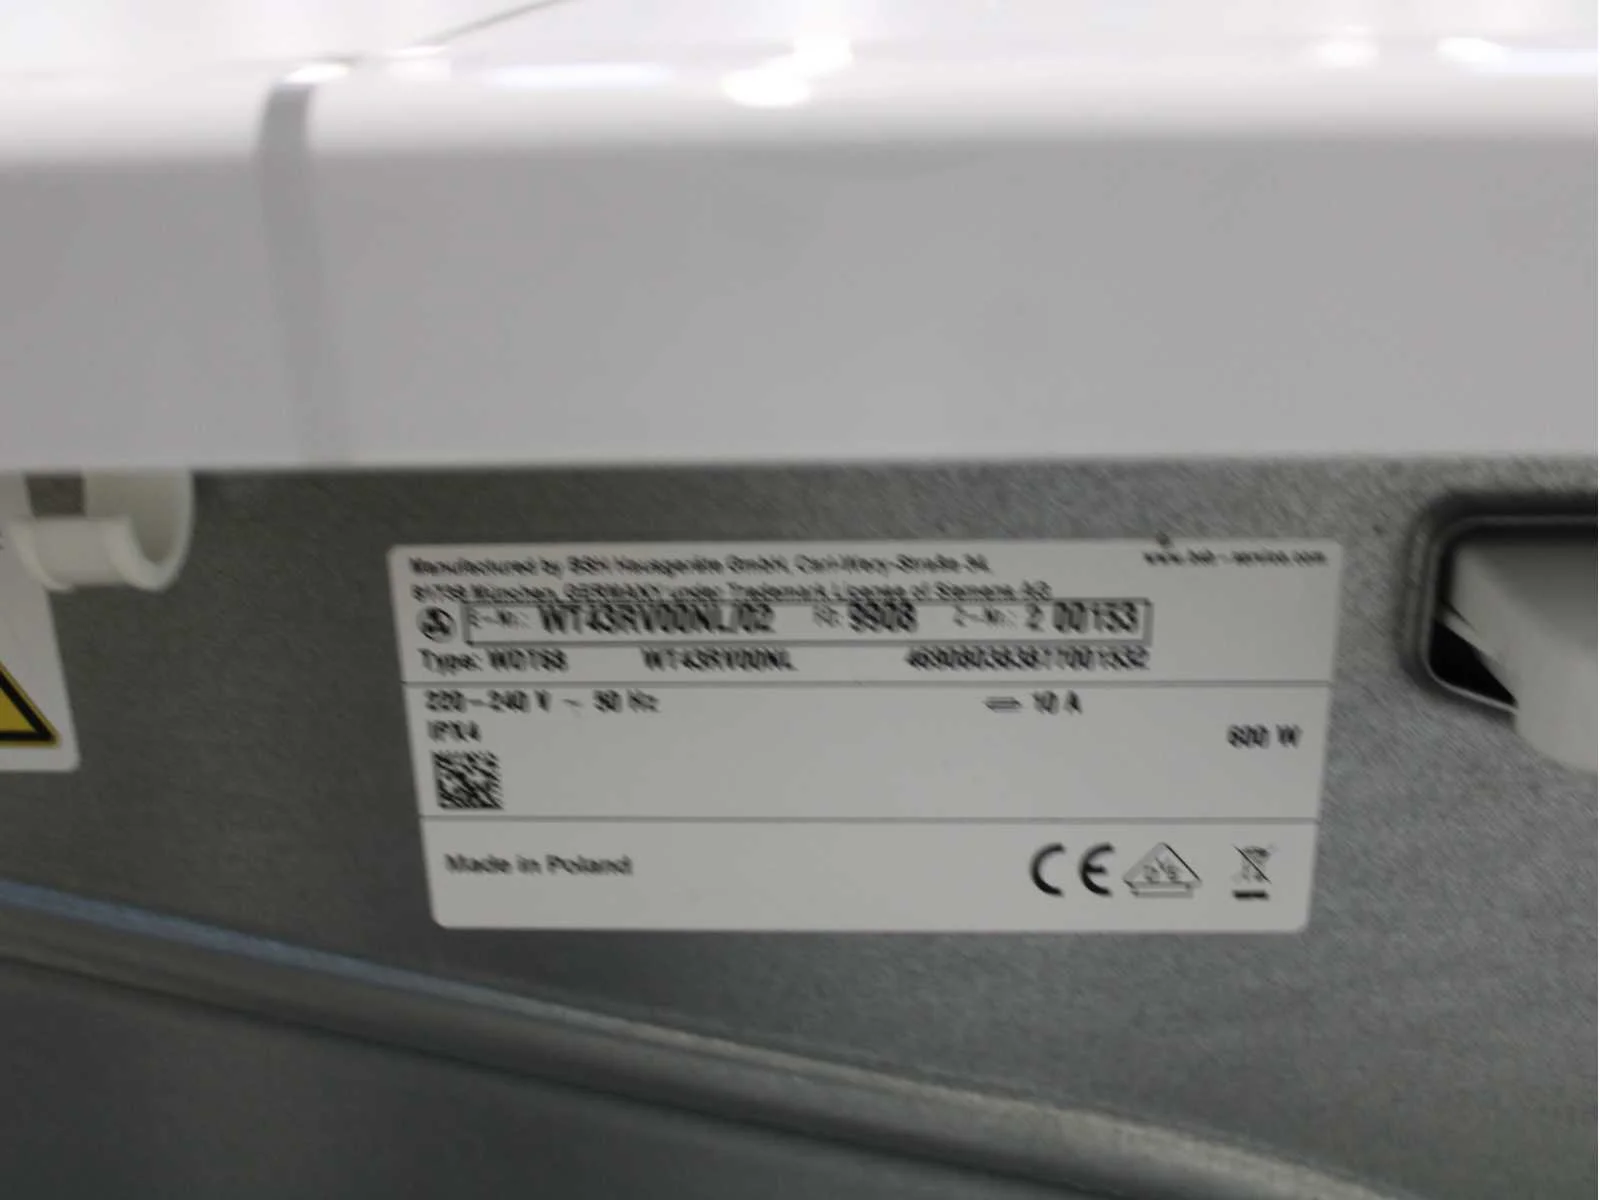 Manufactured by BSH Hausgeräte GmbH, Carl-Wery-Straße 34,
81739 München, GERMANY under Trademark License of Siemens AG
www.bsh-service.com
E-Nr.: WT43RV00NL/02 FD: 9908 Z-Nr.: 2 00153
Type: WDT68 WT43RV00NL
220-240 V ~ 50 Hz 10 A
IPX4
600 W
Made in Poland
CE